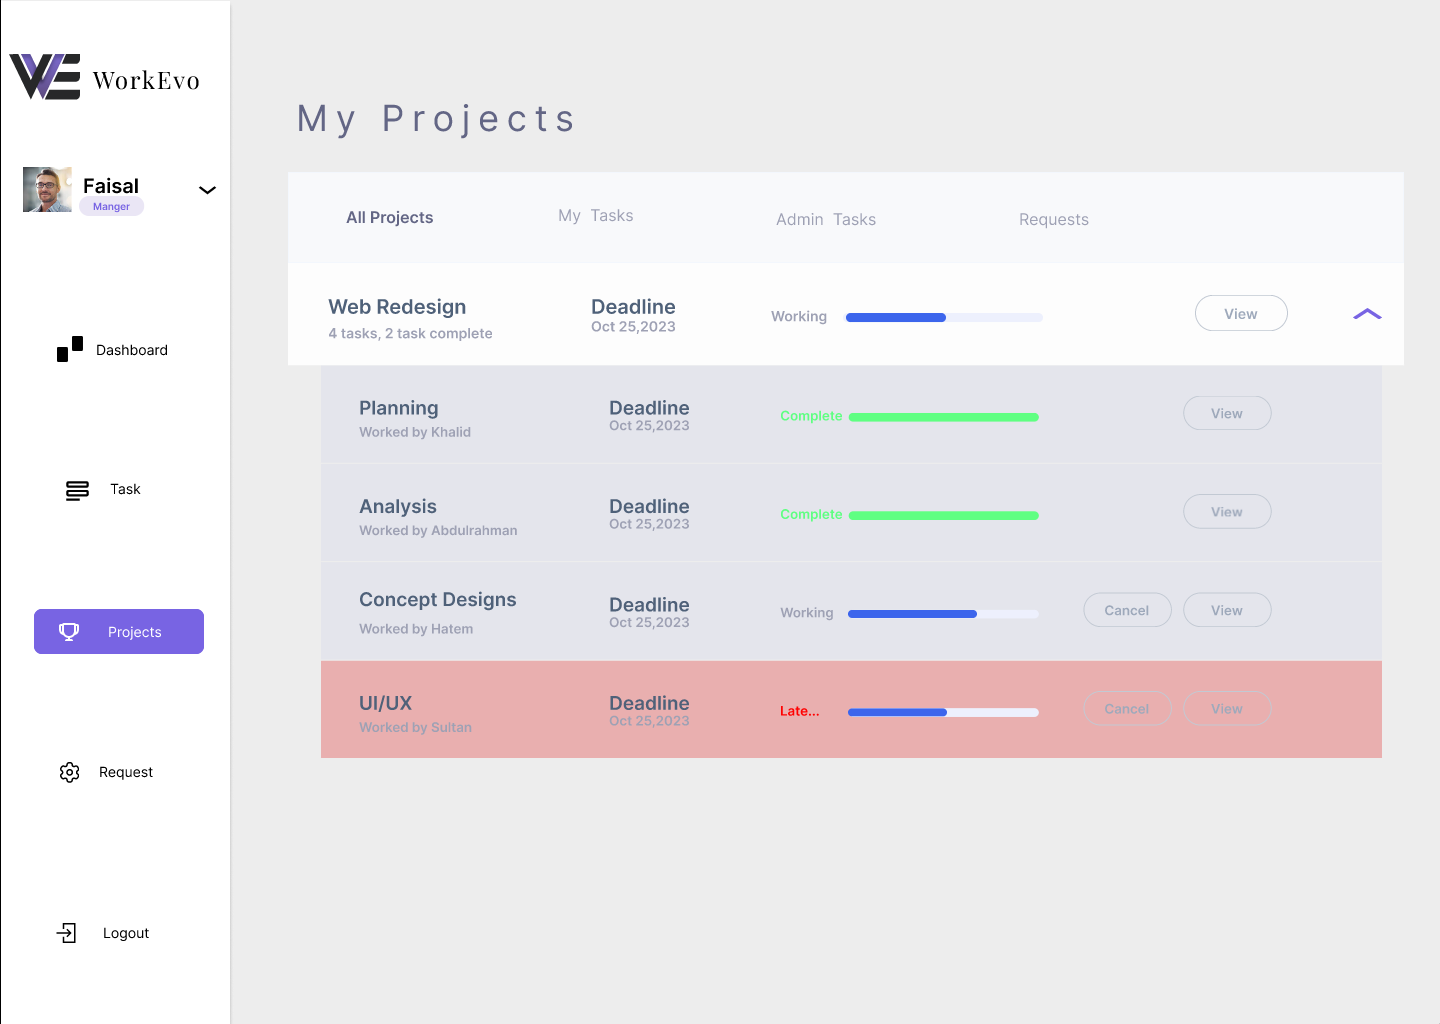 WorkEvo
Faisal
Manger
Dashboard
Task
Projects
Request
Logout
My Projects
All Projects My Tasks Admin Tasks Requests
Web Redesign Deadline Working View
4 tasks, 2 task complete Oct 25,2023
Planning Deadline Complete View
Worked by Khalid Oct 25,2023
Analysis Deadline Complete View
Worked by Abdulrahman Oct 25,2023
Concept Designs Deadline Working Cancel View
Worked by Hatem Oct 25,2023
UI/UX Deadline Late... Cancel View
Worked by Sultan Oct 25,2023